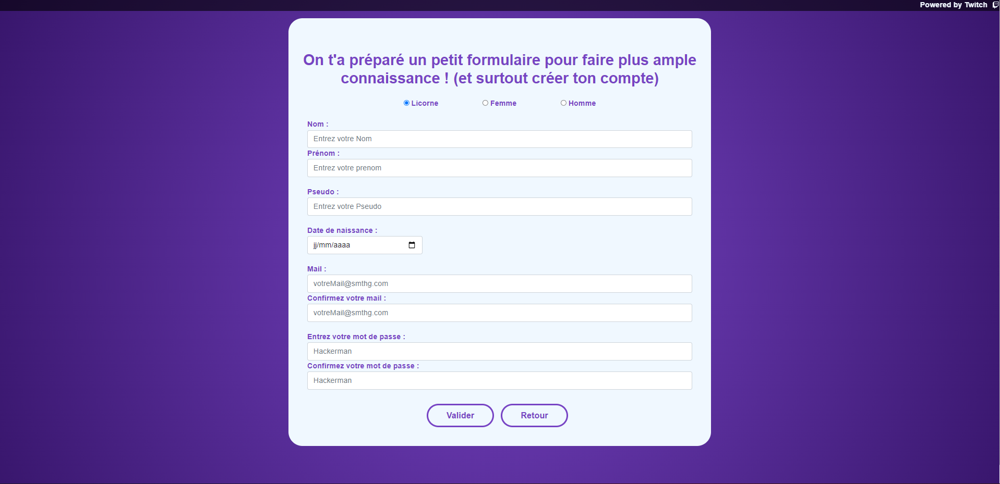 Powered by Twitch
On t'a préparé un petit formulaire pour faire plus ample
connaissance ! (et surtout créer ton compte)
Licorne Femme Homme
Nom :
Entrez votre Nom
Prénom :
Entrez votre prenom
Pseudo :
Entrez votre Pseudo
Date de naissance :
jj/mm/aaaa
Mail :
votreMail@smthg.com
Confirmez votre mail :
votreMail@smthg.com
Entrez votre mot de passe :
Hackerman
Confirmez votre mot de passe :
Hackerman
Valider Retour